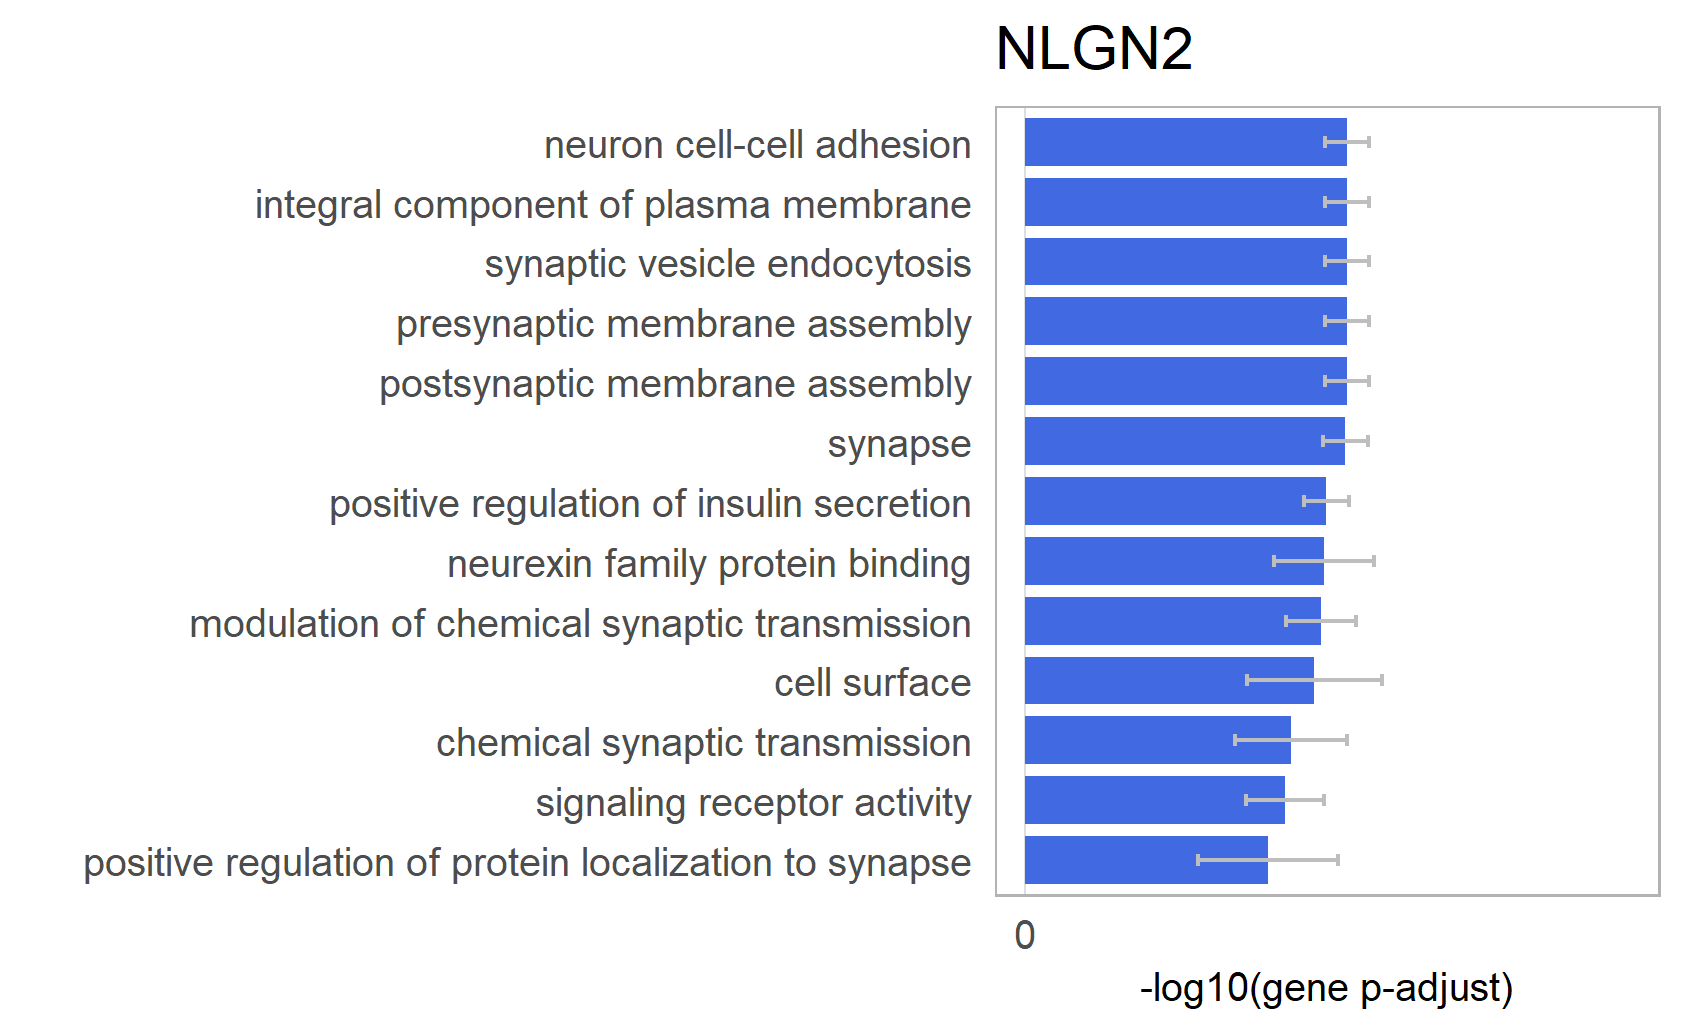 NLGN2
neuron cell-cell adhesion
integral component of plasma membrane
synaptic vesicle endocytosis
presynaptic membrane assembly
postsynaptic membrane assembly
synapse
positive regulation of insulin secretion
neurexin family protein binding
modulation of chemical synaptic transmission
cell surface
chemical synaptic transmission
signaling receptor activity
positive regulation of protein localization to synapse
0
-log10(gene p-adjust)